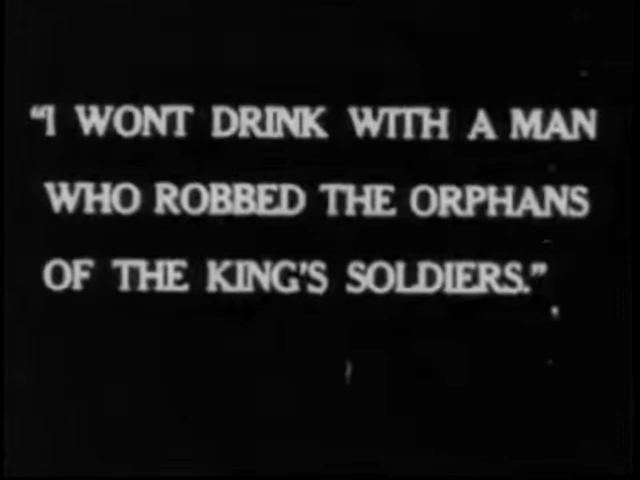 “I WONT DRINK WITH A MAN
WHO ROBBED THE ORPHANS
OF THE KING'S SOLDIERS.”